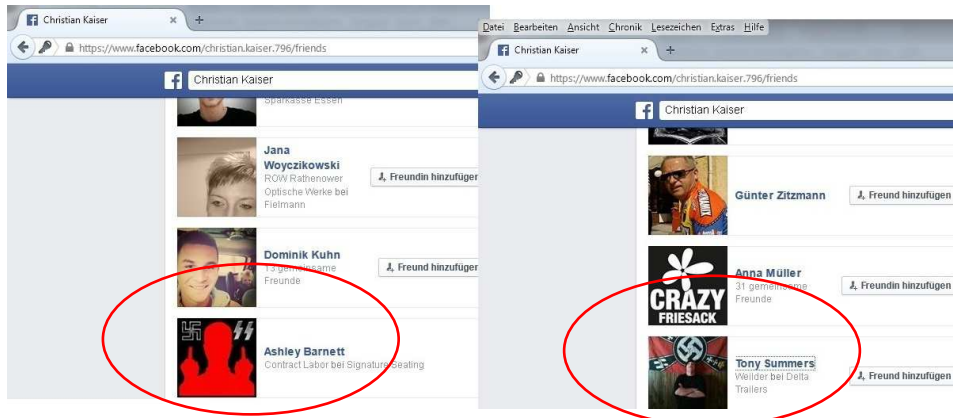 Christian Kaiser
https://www.facebook.com/christian.kaiser.796/friends
Christian Kaiser
Sparkasse Essen
Jana
Woyczikowski
ROW Rathenower
Optische Werke bei
Fielmann
Freundin hinzufügen
Dominik Kuhn
13 gemeinsame
Freunde
Freund hinzufügen
Ashley Barnett
Contract Labor bei Signature Seating
Datei Bearbeiten Ansicht Chronik Lesezeichen Extras Hilfe
Christian Kaiser
https://www.facebook.com/christian.kaiser.796/friends
Christian Kaiser
Günter Zitzmann
Freund hinzufügen
CRAZY
FRIESACK
Anna Müller
31 gemeinsame
Freunde
Freundin hinzufügen
Tony Summers
Weilder bei Delta
Trailers
Freund hinzufügen